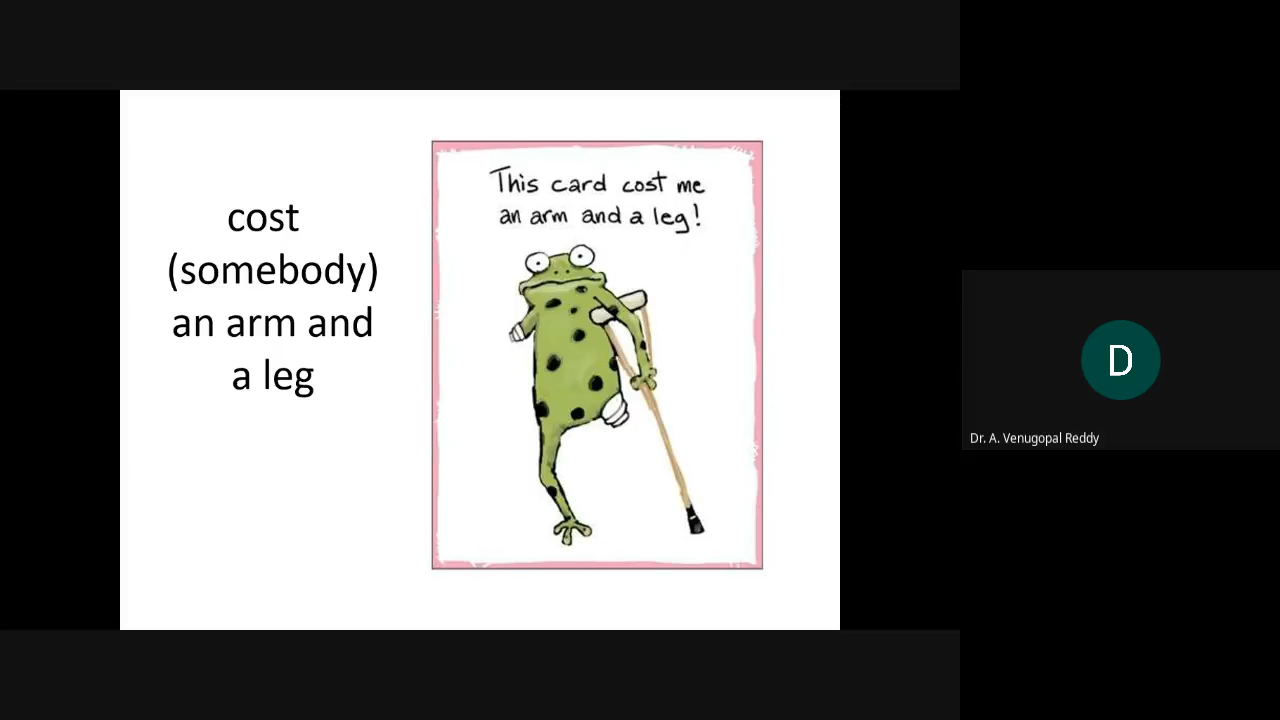 cost
(somebody)
an arm and
a leg
This card cost me
an arm and a leg!
D
Dr. A. Venugopal Reddy